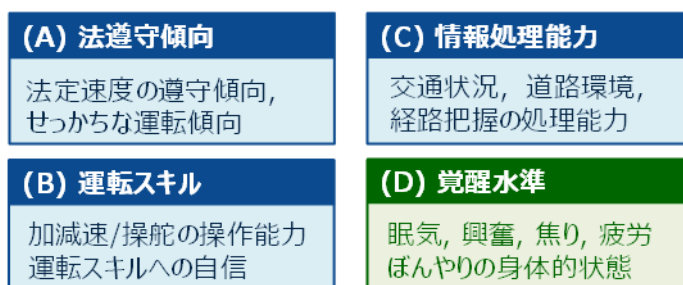 (A) 法遵守傾向
法定速度の遵守傾向,
せっかちな運転傾向
(C) 情報処理能力
交通状況, 道路環境,
経路把握の処理能力
(B) 運転スキル
加減速/操舵の操作能力
運転スキルへの自信
(D) 覚醒水準
眠気, 興奮, 焦り, 疲労
ぼんやりの身体的状態